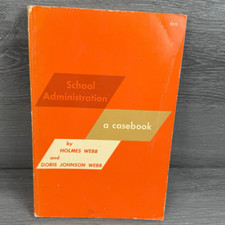 School
Administration
a casebook
by
HOLMES WEBB
and
DORIS JOHNSON WEBB